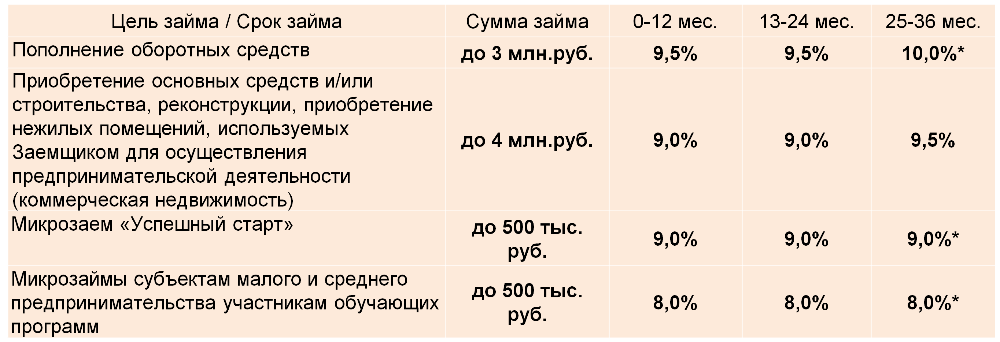 Цель займа / Срок займа Сумма займа 0-12 мес. 13-24 мес. 25-36 мес.
Пополнение оборотных средств до 3 млн.руб. 9,5% 9,5% 10,0%*
Приобретение основных средств и/или
строительства, реконструкции, приобретение
нежилых помещений, используемых
Заемщиком для осуществления
предпринимательской деятельности
(коммерческая недвижимость)
до 4 млн.руб. 9,0% 9,0% 9,5%
Микрозаем «Успешный старт»
до 500 тыс.
руб.
9,0% 9,0% 9,0%*
Микрозаймы субъектам малого и среднего
предпринимательства участникам обучающих
программ
до 500 тыс.
руб.
8,0% 8,0% 8,0%*